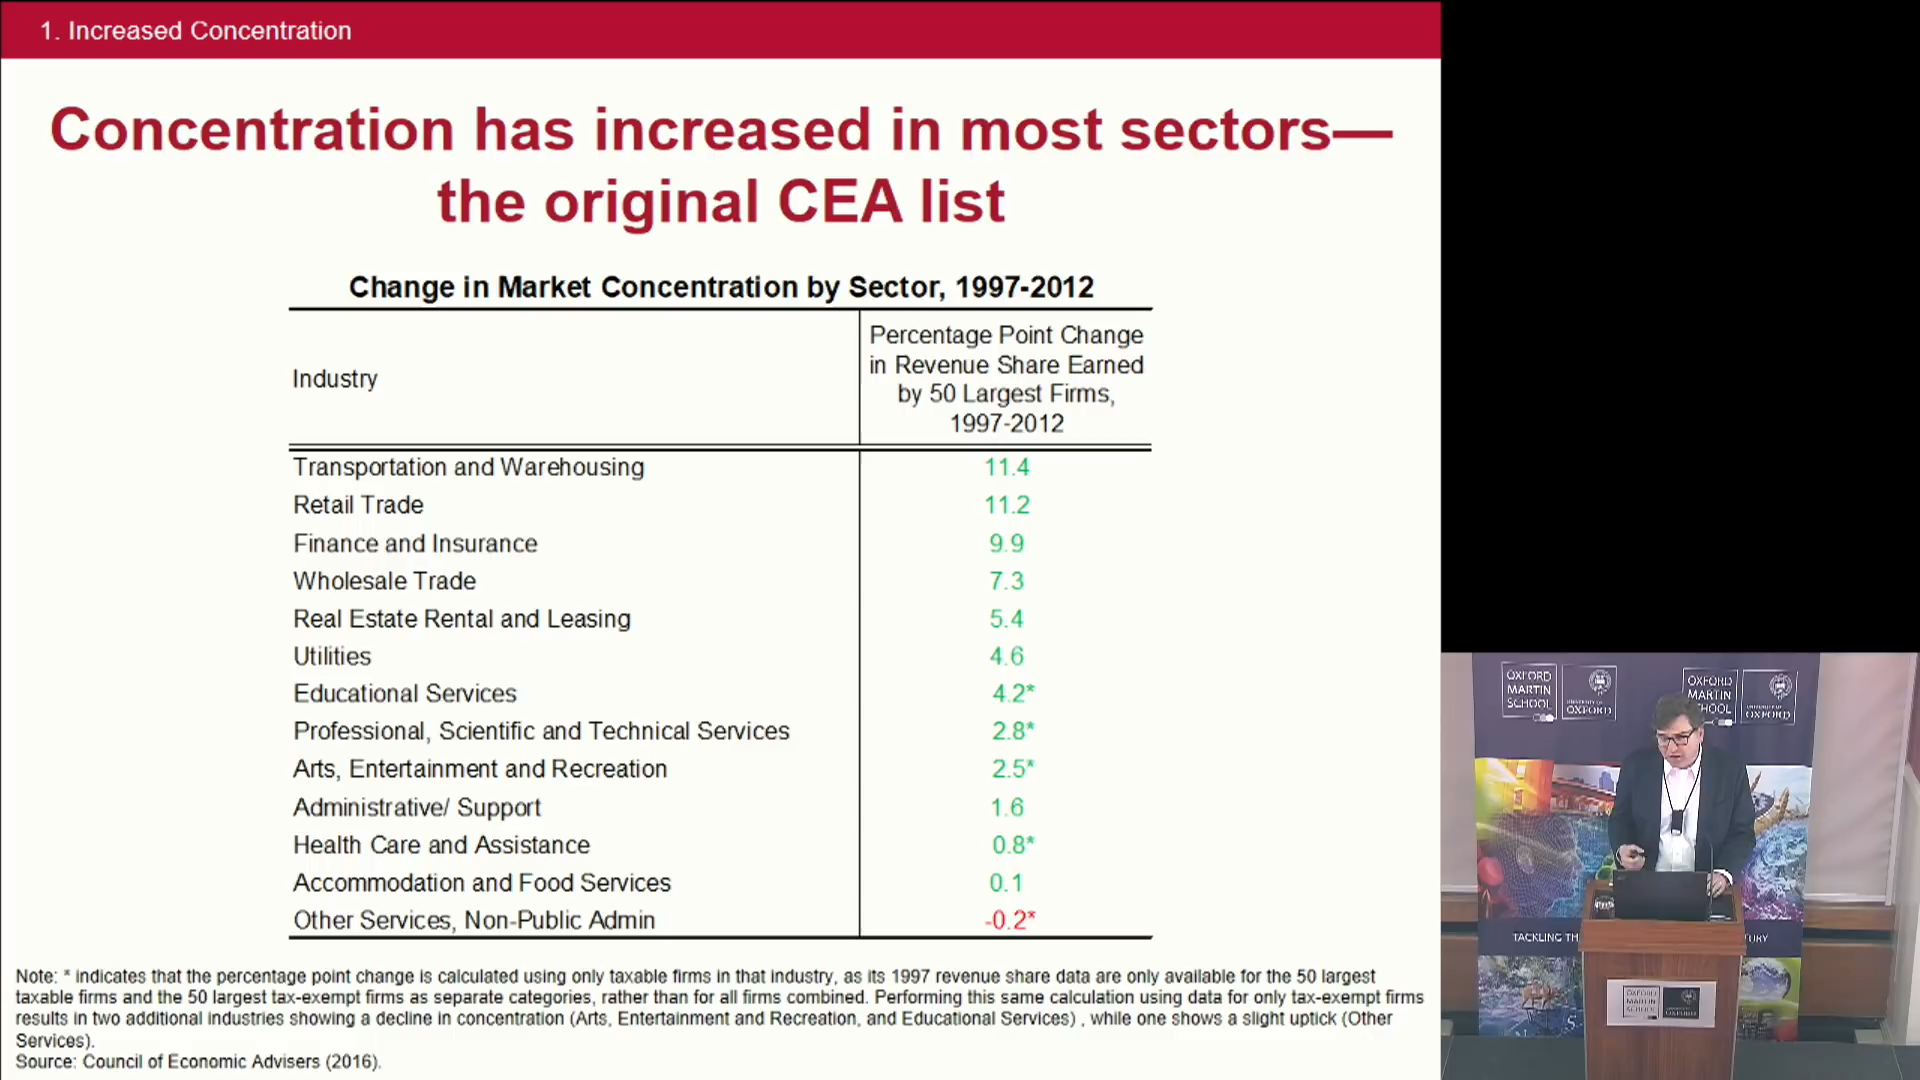 1. Increased Concentration
Concentration has increased in most sectors—
the original CEA list
Change in Market Concentration by Sector, 1997-2012
Industry
Percentage Point Change
in Revenue Share Earned
by 50 Largest Firms,
1997-2012
Transportation and Warehousing 11.4
Retail Trade 11.2
Finance and Insurance 9.9
Wholesale Trade 7.3
Real Estate Rental and Leasing 5.4
Utilities 4.6
Educational Services 4.2*
Professional, Scientific and Technical Services 2.8*
Arts, Entertainment and Recreation 2.5*
Administrative/ Support 1.6
Health Care and Assistance 0.8*
Accommodation and Food Services 0.1
Other Services, Non-Public Admin -0.2*
Note: * indicates that the percentage point change is calculated using only taxable firms in that industry, as its 1997 revenue share data are only available for the 50 largest
taxable firms and the 50 largest tax-exempt firms as separate categories, rather than for all firms combined. Performing this same calculation using data for only tax-exempt firms
results in two additional industries showing a decline in concentration (Arts, Entertainment and Recreation, and Educational Services) , while one shows a slight uptick (Other
Services).
Source: Council of Economic Advisers (2016).
OXFORD
MARTIN
SCHOOL
OXFORD
OXFORD
MARTIN
CHOOL
OXFORD
TACKLING TH
URY
OXFORD
MARTIN
SCHOOL
OXFORD